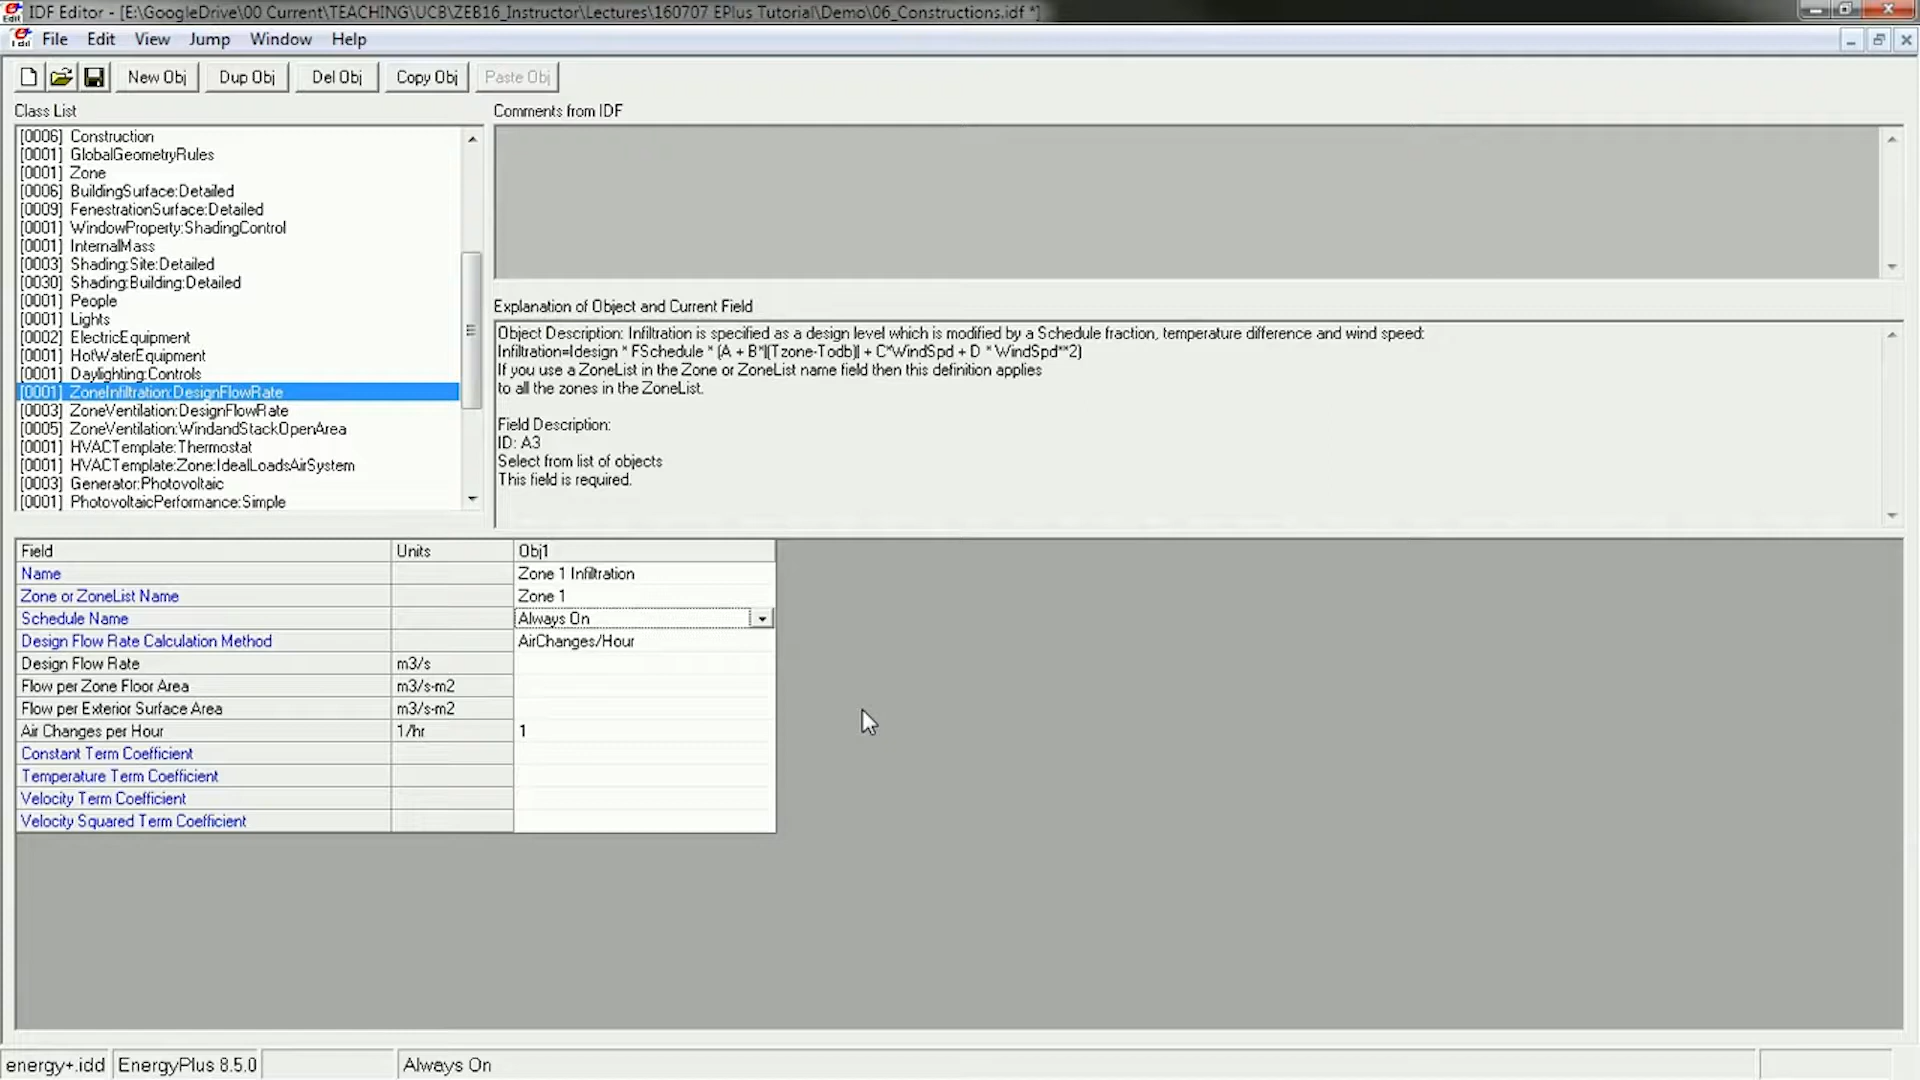 IDF Editor - [E:\GoogleDrive\00 Current\TEACHING\UCB\ZEB16_Instructor\Lectures\160707 EPlus Tutorial\Demo\06_Constructions.idf *]
File Edit View Jump Window Help
New Obj Dup Obj Del Obj Copy Obj Paste Obj
Class List
[0006] Construction
[0001] GlobalGeometryRules
[0001] Zone
[0006] BuildingSurface:Detailed
[0009] FenestrationSurface:Detailed
[0001] WindowProperty:ShadingControl
[0001] InternalMass
[0003] Shading:Site:Detailed
[0030] Shading:Building:Detailed
[0001] People
[0001] Lights
[0002] ElectricEquipment
[0001] HotWaterEquipment
[0001] Daylighting:Controls
[0001] ZoneInfiltration:DesignFlowRate
[0003] ZoneVentilation:DesignFlowRate
[0005] ZoneVentilation:WindandStackOpenArea
[0001] HVACTemplate:Thermostat
[0001] HVACTemplate:Zone:IdealLoadsAirSystem
[0003] Generator:Photovoltaic
[0001] PhotovoltaicPerformance:Simple
Comments from IDF
Explanation of Object and Current Field
Object Description: Infiltration is specified as a design level which is modified by a Schedule fraction, temperature difference and wind speed:
Infiltration=Idesign * FSchedule * (A + B*|(Tzone-Todb)| + C*WindSpd + D * WindSpd**2)
If you use a ZoneList in the Zone or ZoneList name field then this definition applies
to all the zones in the ZoneList.
Field Description:
ID: A3
Select from list of objects
This field is required.
Field Units Obj1
Name Zone 1 Infiltration
Zone or ZoneList Name Zone 1
Schedule Name Always On
Design Flow Rate Calculation Method AirChanges/Hour
Design Flow Rate m3/s
Flow per Zone Floor Area m3/s-m2
Flow per Exterior Surface Area m3/s-m2
Air Changes per Hour 1/hr 1
Constant Term Coefficient
Temperature Term Coefficient
Velocity Term Coefficient
Velocity Squared Term Coefficient
energy+.idd EnergyPlus 8.5.0 Always On